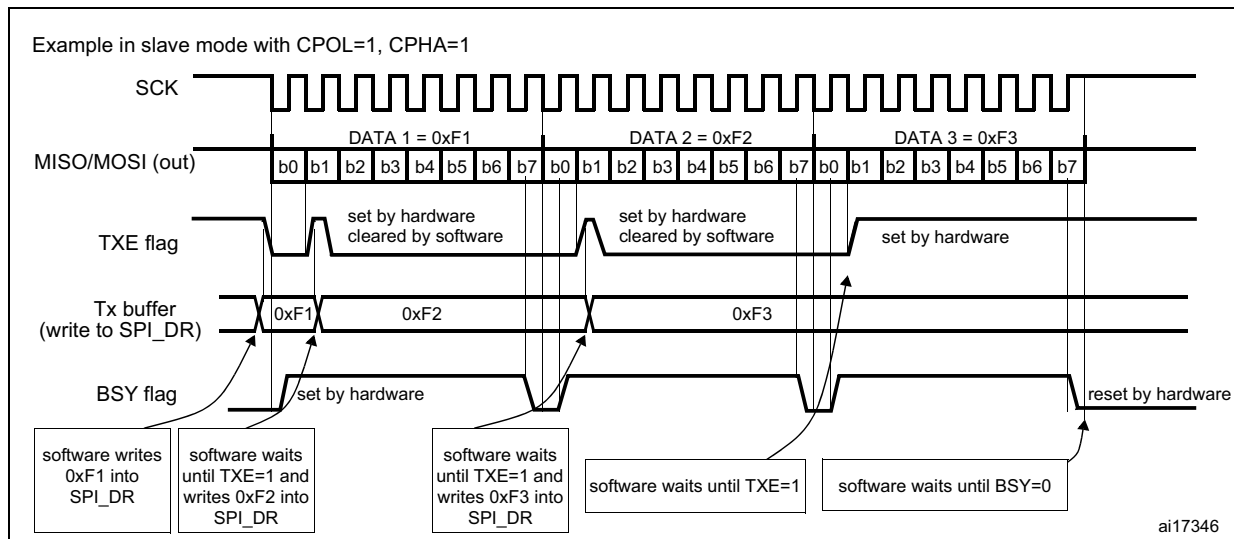 Example in slave mode with CPOL=1, CPHA=1
SCK
DATA 1 = 0xF1
DATA 2 = 0xF2
DATA 3 = 0xF3
MISO/MOSI (out)
b0 b1 b2 b3 b4 b5 b6 b7 b0 b1 b2 b3 b4 b5 b6 b7 b0 b1 b2 b3 b4 b5 b6 b7
TXE flag
set by hardware
cleared by software
set by hardware
cleared by software
set by hardware
Tx buffer
(write to SPI_DR)
0xF1
0xF2
0xF3
BSY flag
set by hardware
reset by hardware
software writes
0xF1 into
SPI_DR
software waits
until TXE=1 and
writes 0xF2 into
SPI_DR
software waits
until TXE=1 and
writes 0xF3 into
SPI_DR
software waits until TXE=1
software waits until BSY=0
ai17346